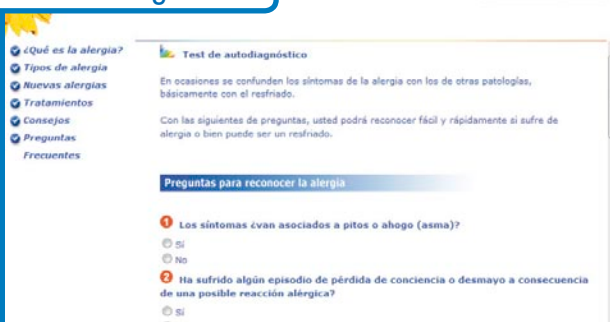 ¿Qué es la alergia?
Tipos de alergia
Nuevas alergias
Tratamientos
Consejos
Preguntas
Frecuentes
Test de autodiagnóstico
En ocasiones se confunden los síntomas de la alergia con los de otras patologías,
básicamente con el resfriado.
Con las siguientes de preguntas, usted podrá reconocer fácil y rápidamente si sufre de
alergia o bien puede ser un resfriado.
Preguntas para reconocer la alergia
1 Los síntomas ¿van asociados a pitos o ahogo (asma)?
Sí
No
2 Ha sufrido algún episodio de pérdida de conciencia o desmayo a consecuencia
de una posible reacción alérgica?
Sí